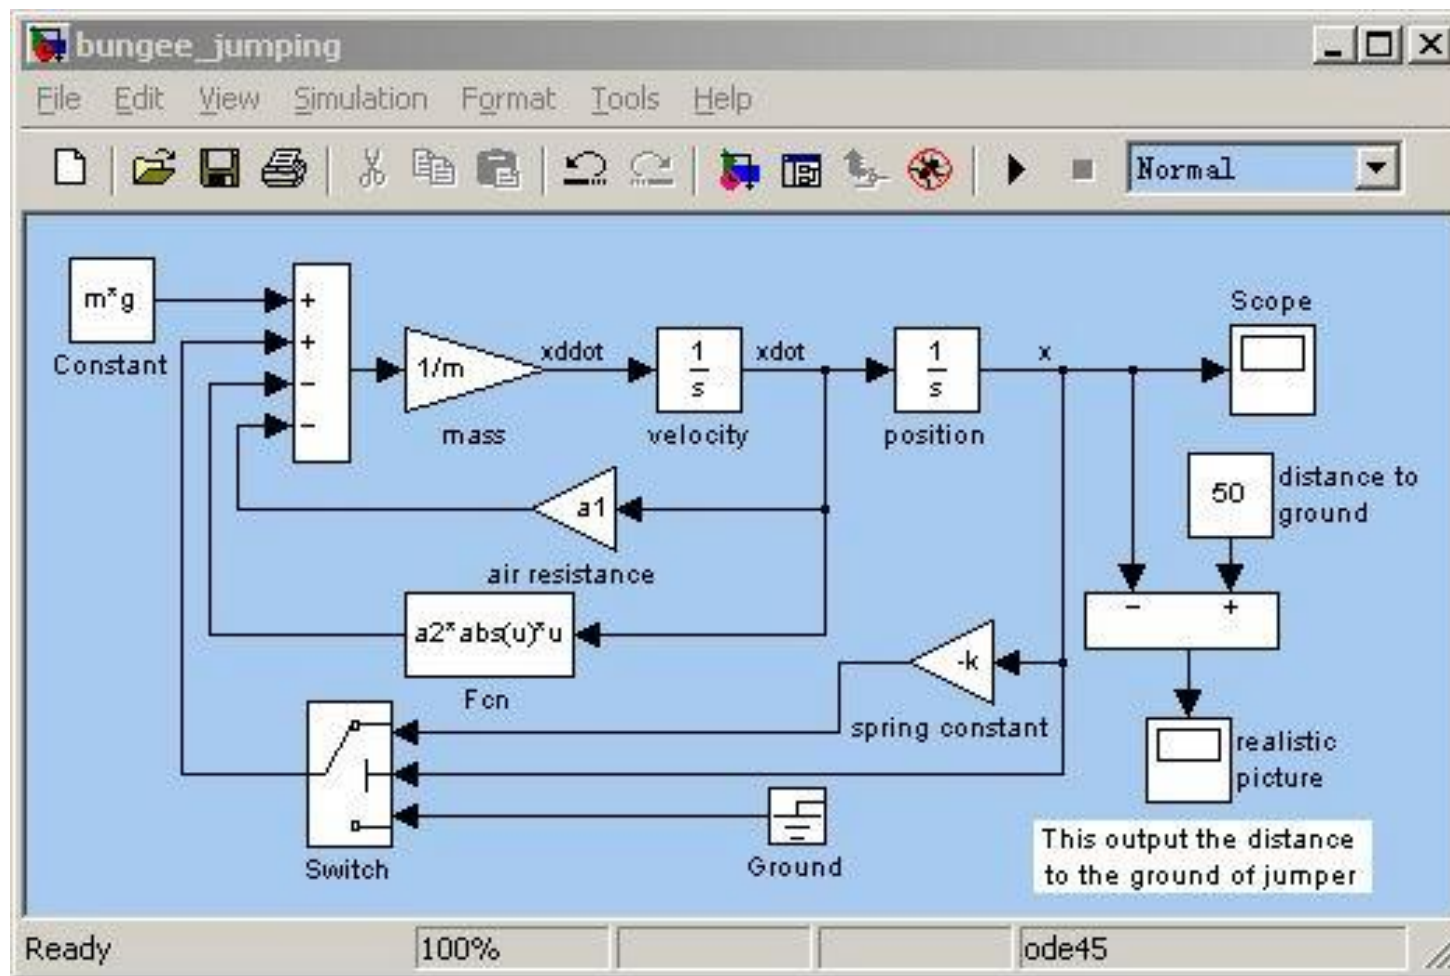 bungee_jumping
File Edit View Simulation Format Tools Help
Normal
m*g
Constant
+
+
−
−
1/m
mass
xddot
1
s
velocity
xdot
1
s
position
x
Scope
50
distance to
ground
a1
air resistance
a2*abs(u)*u
Fcn
-k
spring constant
− +
realistic
picture
Switch
Ground
This output the distance
to the ground of jumper
Ready 100% ode45